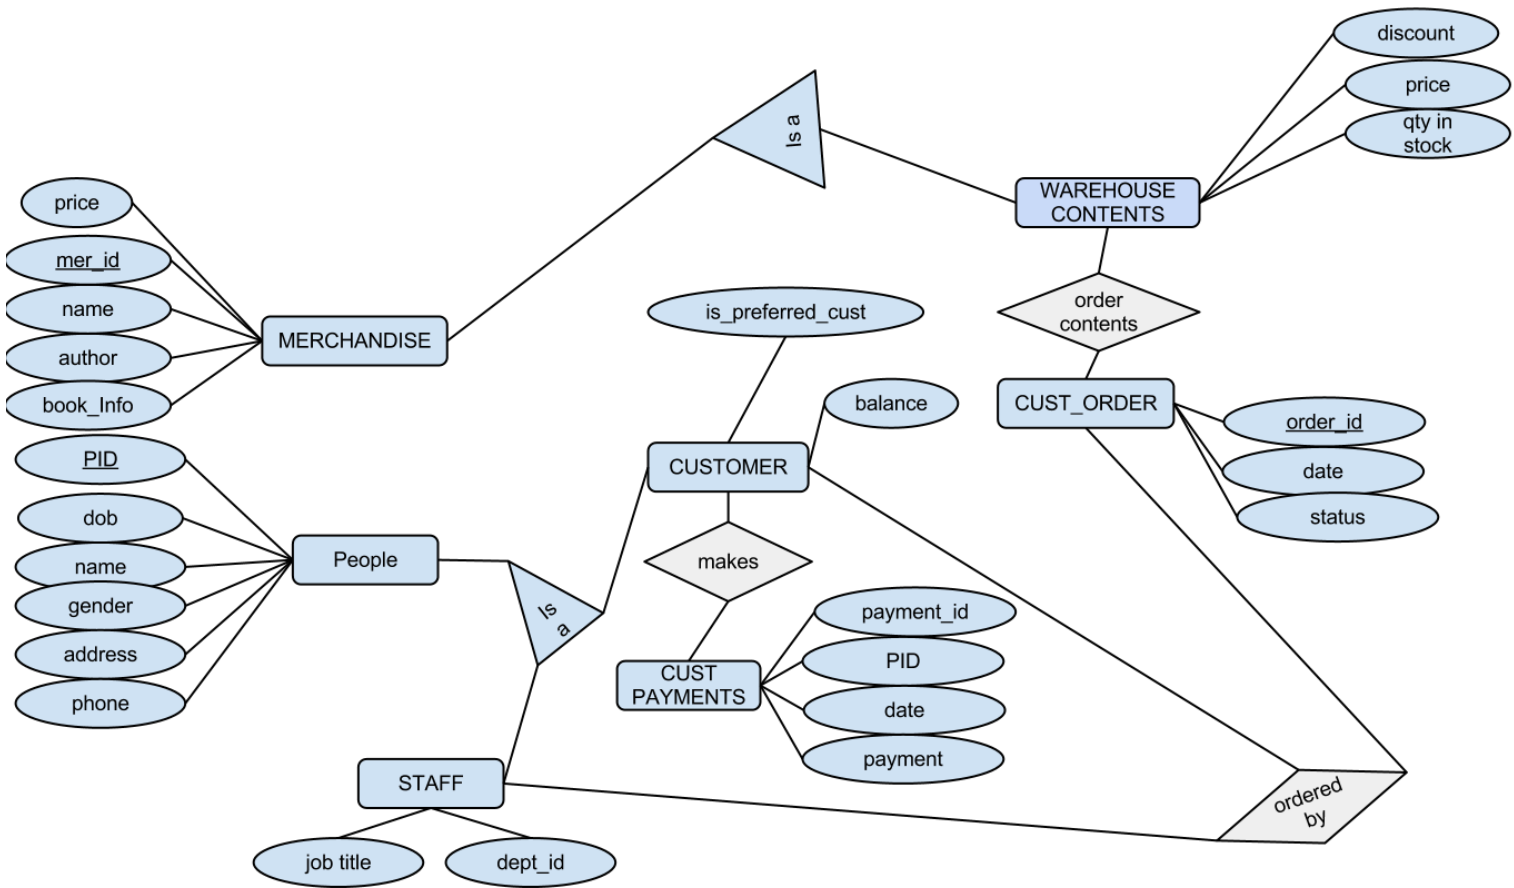 discount
price
qty in
stock
Is a
WAREHOUSE
CONTENTS
price
mer_id
name
author
book_Info
MERCHANDISE
order
contents
is_preferred_cust
balance
CUST_ORDER
order_id
date
status
CUSTOMER
PID
dob
name
gender
address
phone
People
Is
a
makes
payment_id
PID
date
payment
CUST
PAYMENTS
STAFF
job title
dept_id
ordered
by